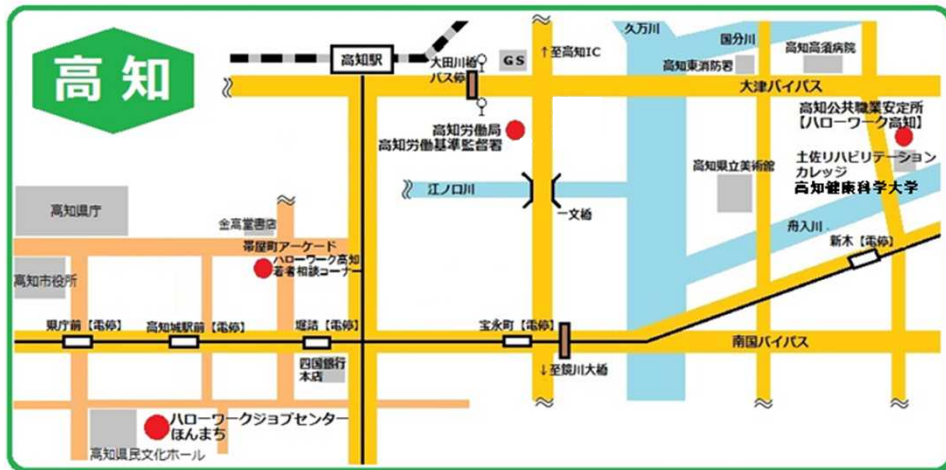 高知
高知駅
大田川橋
バス停
GS
↑至高知IC
久万川
国分川
高知東消防署
高知高須病院
大津バイパス
高知労働局
高知労働基準監督署
高知公共職業安定所
【ハローワーク高知】
土佐リハビリテーション
カレッジ
高知健康科学大学
高知県立美術館
江ノ口川
一文橋
舟入川
新木【電停】
高知県庁
金高堂書店
帯屋町アーケード
ハローワーク高知
若者相談コーナー
高知市役所
県庁前【電停】
高知城駅前【電停】
堀詰【電停】
宝永町【電停】
南国バイパス
四国銀行
本店
↓至鏡川大橋
ハローワークジョブセンター
ほんまち
高知県民文化ホール